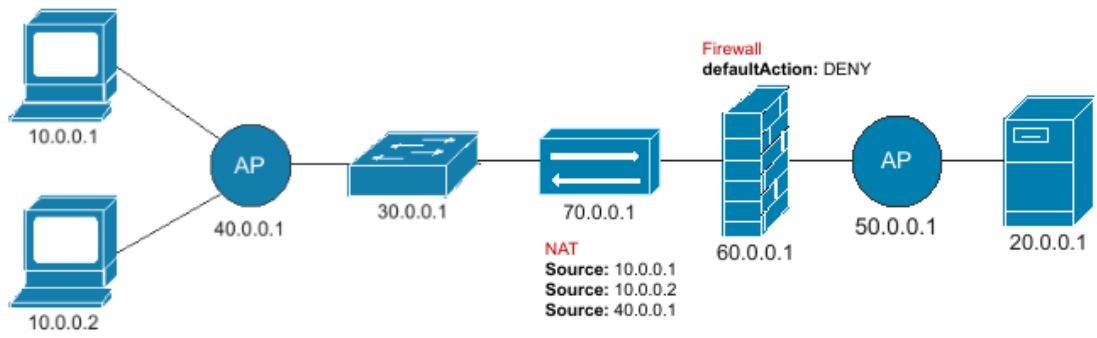 Firewall
defaultAction: DENY
10.0.0.1
AP
40.0.0.1
10.0.0.2
30.0.0.1
70.0.0.1
NAT
Source: 10.0.0.1
Source: 10.0.0.2
Source: 40.0.0.1
60.0.0.1
AP
50.0.0.1
20.0.0.1